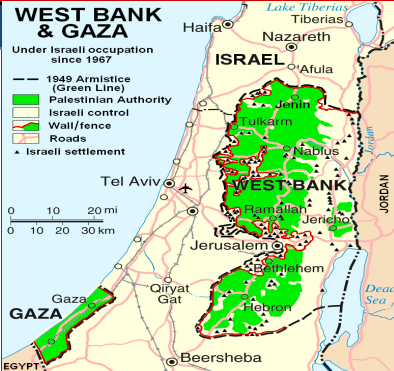 WEST BANK
& GAZA
Under Israeli occupation
since 1967
1949 Armistice
(Green Line)
Palestinian Authority
Israeli control
Wall/fence
Roads
Israeli settlement
Lake Tiberias
Tiberias
Haifa
Nazareth
ISRAEL
Afula
Jenin
Tulkarm
Nablus
Jordan
Tel Aviv
WEST BANK
JORDAN
0 10 20 mi
0 10 20 30 km
Ramallah
Jericho
Jerusalem
Bethlehem
Qiryat
Gat
Dead
Sea
GAZA
Gaza
Hebron
Beersheba
EGYPT